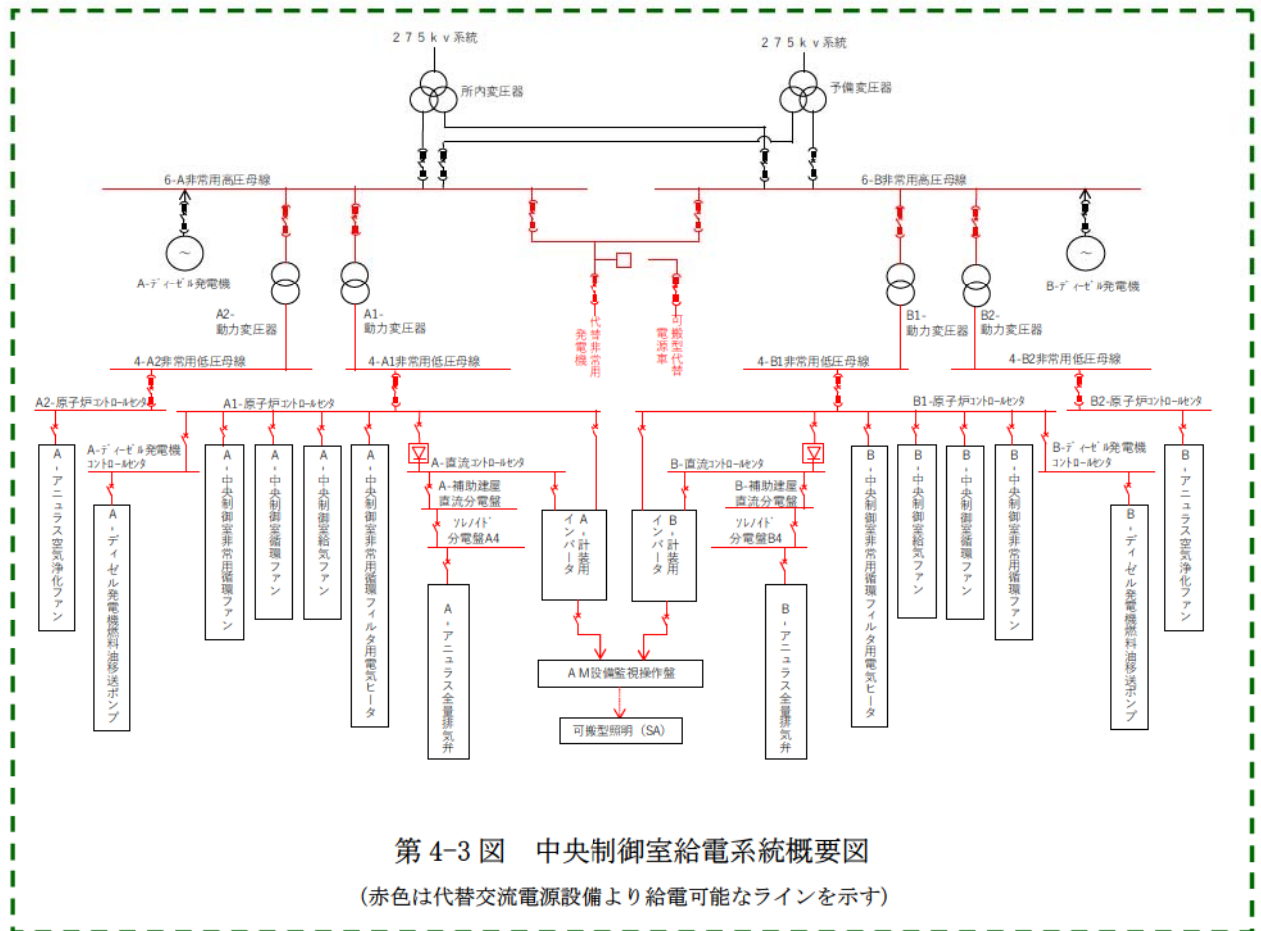 275kv系統
275kv系統
所内変圧器
予備変圧器
6-A非常用高圧母線
6-B非常用高圧母線
~
~
A-ディーゼル発電機
B-ディーゼル発電機
A2-
動力変圧器
A1-
動力変圧器
代替非常用
発電機
可搬型代替
電源車
B1-
動力変圧器
B2-
動力変圧器
4-A2非常用低圧母線
4-A1非常用低圧母線
4-B1非常用低圧母線
4-B2非常用低圧母線
A2-原子炉コントロールセンタ
A1-原子炉コントロールセンタ
B1-原子炉コントロールセンタ
B2-原子炉コントロールセンタ
A-ディーゼル発電機
コントロールセンタ
A-直流コントロールセンタ
B-直流コントロールセンタ
B-ディーゼル発電機
コントロールセンタ
A-補助建屋
直流分電盤
B-補助建屋
直流分電盤
ソレノイド
分電盤A4
ソレノイド
分電盤B4
A-アニュラス空気浄化ファン
A-ディーゼル発電機燃料油移送ポンプ
A-中央制御室非常用循環ファン
A-中央制御室循環ファン
A-中央制御室給気ファン
A-中央制御室非常用循環フィルタ用電気ヒータ
A-アニュラス全量排気弁
A-計装用
インバータ
B-計装用
インバータ
B-アニュラス全量排気弁
B-中央制御室非常用循環フィルタ用電気ヒータ
B-中央制御室給気ファン
B-中央制御室循環ファン
B-中央制御室非常用循環ファン
B-ディーゼル発電機燃料油移送ポンプ
B-アニュラス空気浄化ファン
AM設備監視操作盤
可搬型照明(SA)
第4-3図 中央制御室給電系統概要図
(赤色は代替交流電源設備より給電可能なラインを示す)